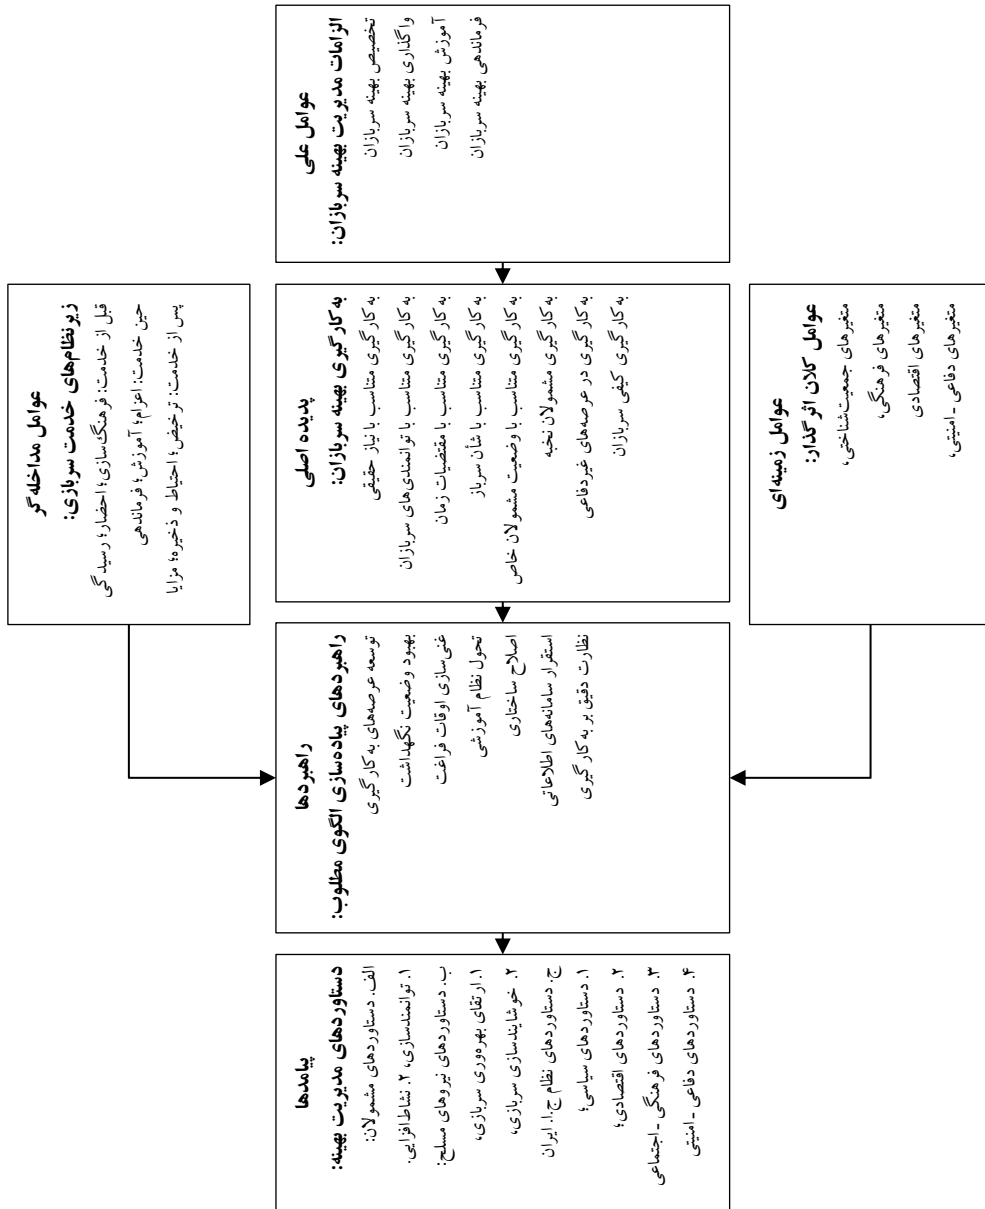 عوامل علی
الزامات مدیریت بهینه سربازان:
تخصیص بهینه سربازان
واگذاری بهینه سربازان
آموزش بهینه سربازان
فرماندهی بهینه سربازان
عوامل مداخله‌گر
زیرنظام‌های خدمت سربازی:
قبل از خدمت: فرهنگ‌سازی؛ احضار؛ رسیدگی
حین خدمت: اعزام؛ آموزش؛ فرماندهی
پس از خدمت: ترخیص؛ احتیاط و ذخیره؛ مزایا
پدیده اصلی
به‌کارگیری بهینه سربازان:
به‌کارگیری متناسب با نیاز حقیقی
به‌کارگیری متناسب با توانمندی‌های سربازان
به‌کارگیری متناسب با مقتضیات زمان
به‌کارگیری متناسب با شأن سرباز
به‌کارگیری متناسب با وضعیت مشمولان خاص
به‌کارگیری مشمولان نخبه
به‌کارگیری در عرصه‌های غیردفاعی
به‌کارگیری کیفی سربازان
عوامل زمینه‌ای
عوامل کلان اثرگذار:
متغیرهای جمعیت‌شناختی،
متغیرهای فرهنگی،
متغیرهای اقتصادی
متغیرهای دفاعی - امنیتی،
راهبردها
راهبردهای پیاده‌سازی الگوی مطلوب:
توسعه عرصه‌های به‌کارگیری
بهبود وضعیت نگهداشت
غنی‌سازی اوقات فراغت
تحول نظام آموزشی
اصلاح ساختاری
استقرار سامانه‌های اطلاعاتی
نظارت دقیق بر به‌کارگیری
پیامدها
دستاوردهای مدیریت بهینه:
الف. دستاوردهای مشمولان:
۱. توانمندسازی، ۲. نشاط‌افزایی.
ب. دستاوردهای نیروهای مسلح:
۱. ارتقای بهره‌وری سربازی،
۲. خوشایندسازی سربازی،
ج. دستاوردهای نظام ج.ا. ایران
۱. دستاوردهای سیاسی؛
۲. دستاوردهای اقتصادی؛
۳. دستاوردهای فرهنگی - اجتماعی
۴. دستاوردهای دفاعی - امنیتی